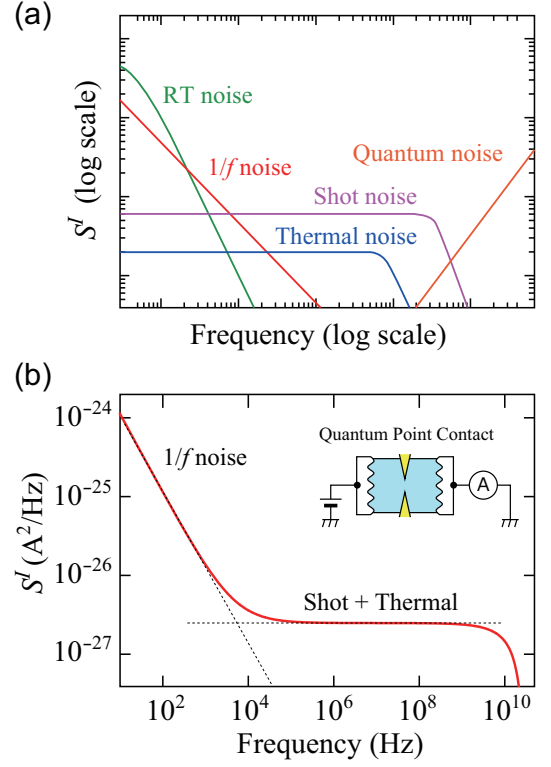 (a)
RT noise
1/f noise
Quantum noise
Shot noise
Thermal noise
S^I (log scale)
Frequency (log scale)
(b)
10^−24
10^−25
10^−26
10^−27
S^I (A^2/Hz)
1/f noise
Quantum Point Contact
A
Shot + Thermal
10^2
10^4
10^6
10^8
10^10
Frequency (Hz)